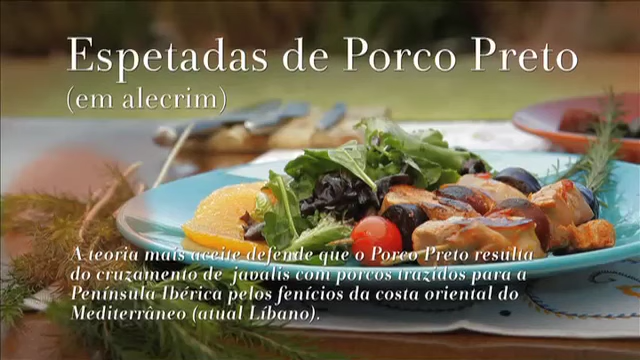 Espetadas de Porco Preto
(em alecrim)
A teoria mais aceite defende que o Porco Preto resulta
do cruzamento de javalis com porcos trazidos para a
Península Ibérica pelos fenícios da costa oriental do
Mediterrâneo (atual Líbano).